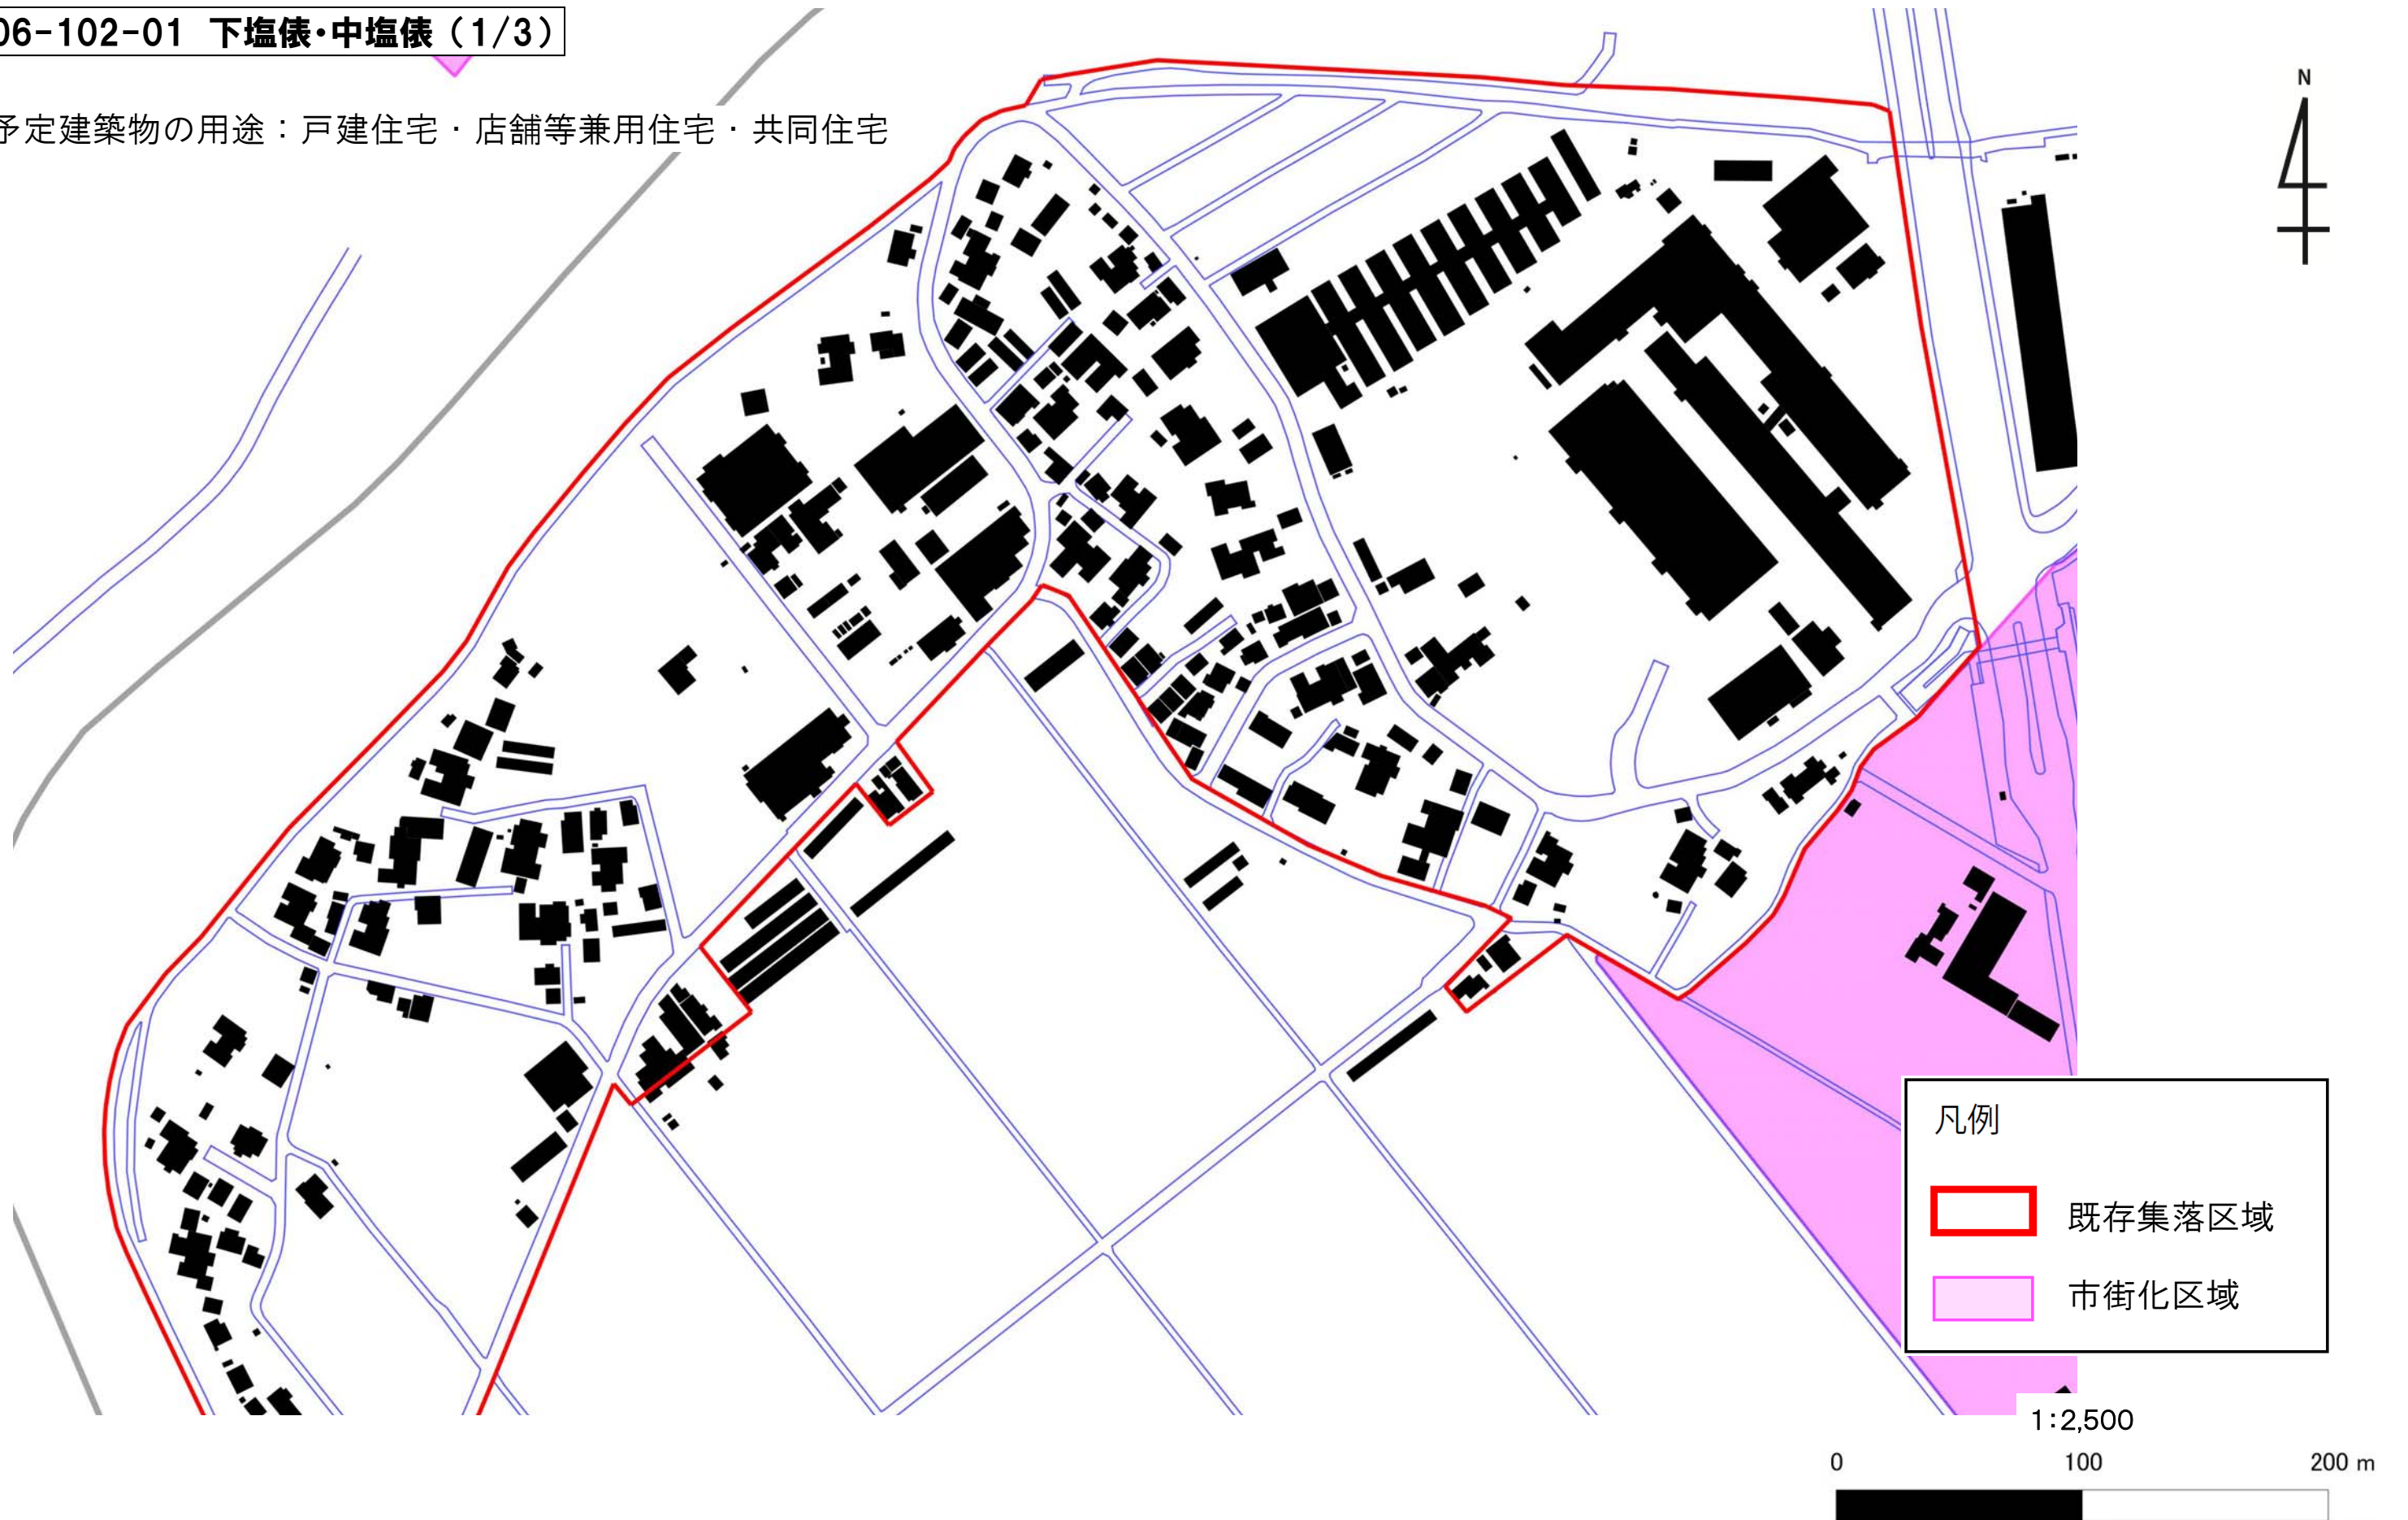 06-102-01 下塩俵・中塩俵（1/3）
予定建築物の用途：戸建住宅・店舗等兼用住宅・共同住宅
N
凡例
既存集落区域
市街化区域
1:2,500
0 100 200 m